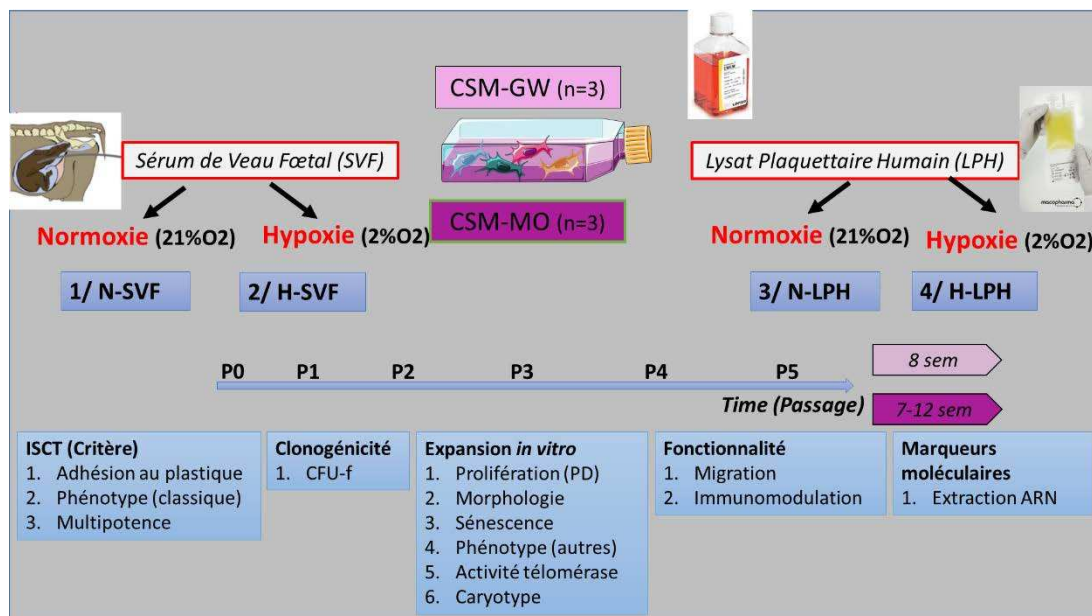 CSM-GW (n=3)
Sérum de Veau Fœtal (SVF)
Lysat Plaquettaire Humain (LPH)
macopharma
CSM-MO (n=3)
Normoxie (21%O2)
Hypoxie (2%O2)
Normoxie (21%O2)
Hypoxie (2%O2)
1/ N-SVF
2/ H-SVF
3/ N-LPH
4/ H-LPH
P0
P1
P2
P3
P4
P5
8 sem
Time (Passage)
7-12 sem
ISCT (Critère)
1. Adhésion au plastique
2. Phénotype (classique)
3. Multipotence
Clonogénicité
1. CFU-f
Expansion in vitro
1. Prolifération (PD)
2. Morphologie
3. Sénescence
4. Phénotype (autres)
5. Activité télomérase
6. Caryotype
Fonctionnalité
1. Migration
2. Immunomodulation
Marqueurs
moléculaires
1. Extraction ARN